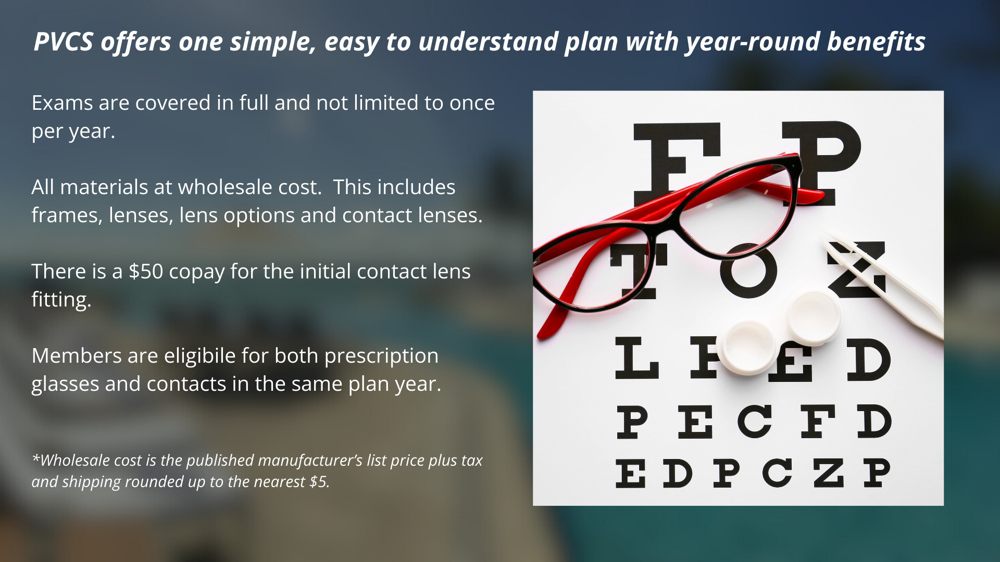 PVCS offers one simple, easy to understand plan with year-round benefits
Exams are covered in full and not limited to once
per year.
All materials at wholesale cost.  This includes
frames, lenses, lens options and contact lenses.
There is a $50 copay for the initial contact lens
fitting.
Members are eligibile for both prescription
glasses and contacts in the same plan year.
*Wholesale cost is the published manufacturer’s list price plus tax
and shipping rounded up to the nearest $5.
F P
T O Z
L P E D
P E C F D
E D P C Z P